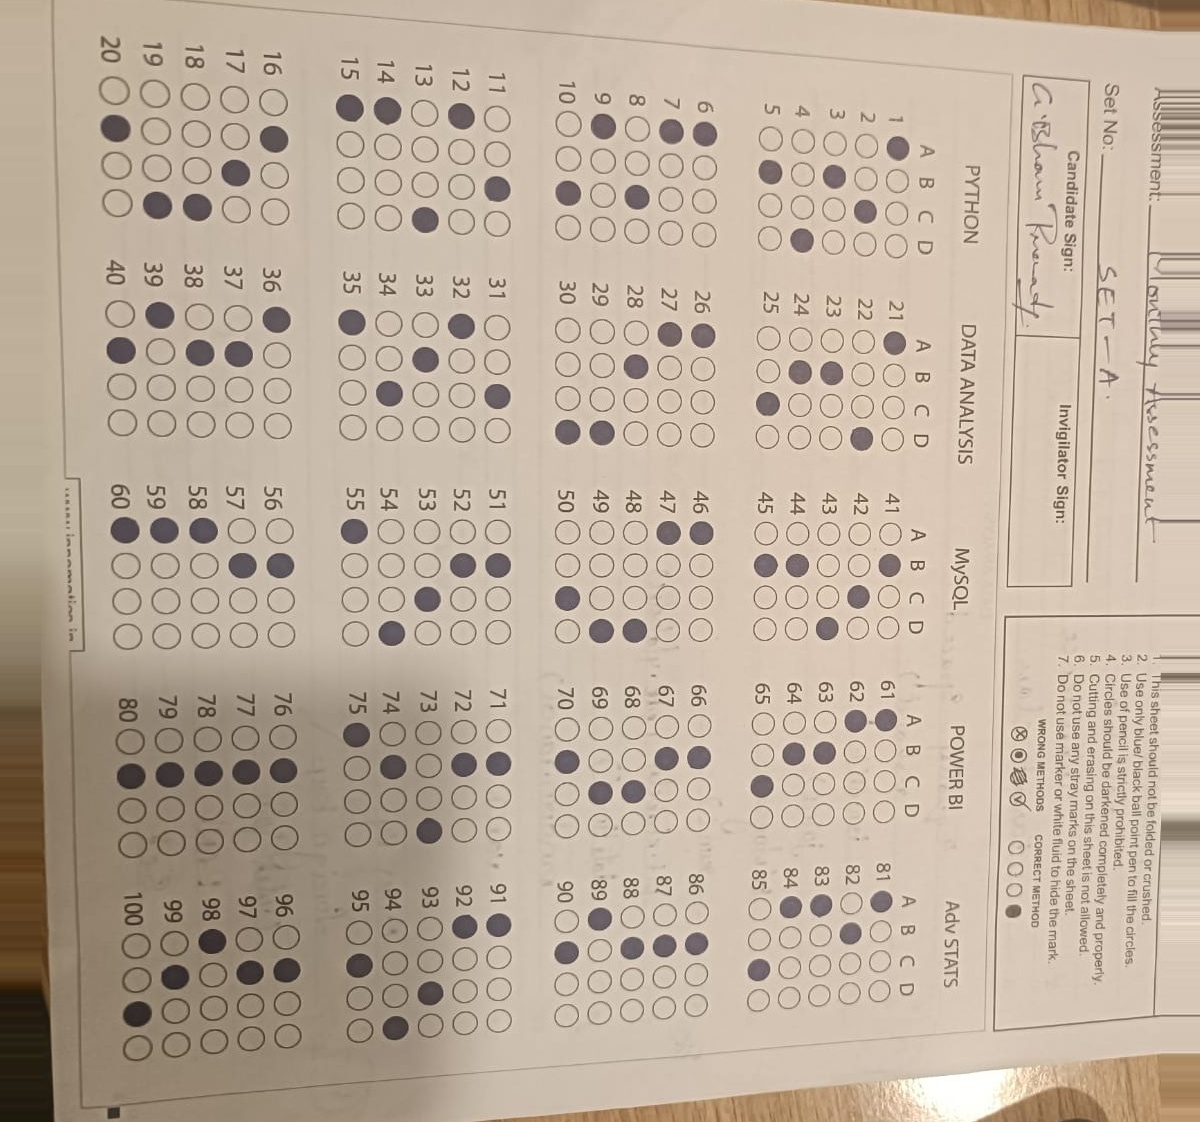 Assessment: Monthly Assessment
Set No: SET-A.
Candidate Sign:
Invigilator Sign:
1. This sheet should not be folded or crushed.
2. Use only blue/ black ball point pen to fill the circles.
3. Use of pencil is strictly prohibited.
4. Circles should be darkened completely and properly.
5. Cutting and erasing on this sheet is not allowed.
6. Do not use any stray marks on the sheet.
7. Do not use marker or white fluid to hide the mark.
WRONG METHODS CORRECT METHOD
PYTHON DATA ANALYSIS MySQL POWER BI Adv STATS
A B C D A B C D A B C D A B C D A B C D
1 21 41 61 81
2 22 42 62 82
3 23 43 63 83
4 24 44 64 84
5 25 45 65 85
6 26 46 66 86
7 27 47 67 87
8 28 48 68 88
9 29 49 69 89
10 30 50 70 90
11 31 51 71 91
12 32 52 72 92
13 33 53 73 93
14 34 54 74 94
15 35 55 75 95
16 36 56 76 96
17 37 57 77 97
18 38 58 78 98
19 39 59 79 99
20 40 60 80 100